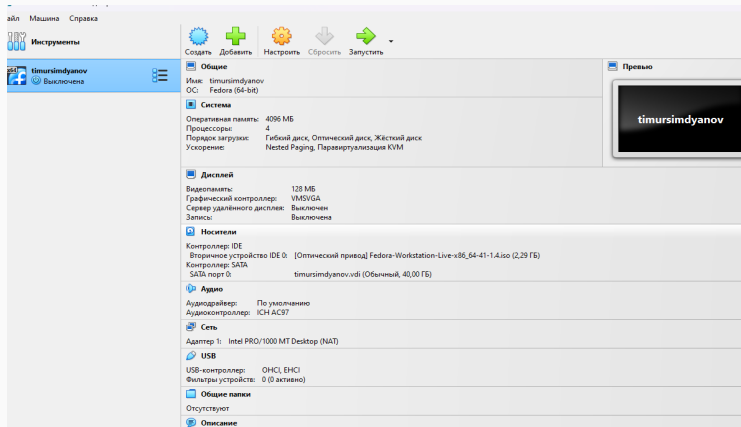 айл Машина Справка
Инструменты
Создать Добавить Настроить Сбросить Запустить
x64
timursimdyanov
Выключена
Общие
Имя: timursimdyanov
ОС: Fedora (64-bit)
Превью
timursimdyanov
Система
Оперативная память: 4096 МБ
Процессоры: 4
Порядок загрузки: Гибкий диск, Оптический диск, Жёсткий диск
Ускорение: Nested Paging, Паравиртуализация KVM
Дисплей
Видеопамять: 128 МБ
Графический контроллер: VMSVGA
Сервер удалённого дисплея: Выключен
Запись: Выключена
Носители
Контроллер: IDE
Вторичное устройство IDE 0: [Оптический привод] Fedora-Workstation-Live-x86_64-41-1.4.iso (2,29 ГБ)
Контроллер: SATA
SATA порт 0: timursimdyanov.vdi (Обычный, 40,00 ГБ)
Аудио
Аудиодрайвер: По умолчанию
Аудиоконтроллер: ICH AC97
Сеть
Адаптер 1: Intel PRO/1000 MT Desktop (NAT)
USB
USB-контроллер: OHCI, EHCI
Фильтры устройств: 0 (0 активно)
Общие папки
Отсутствуют
Описание